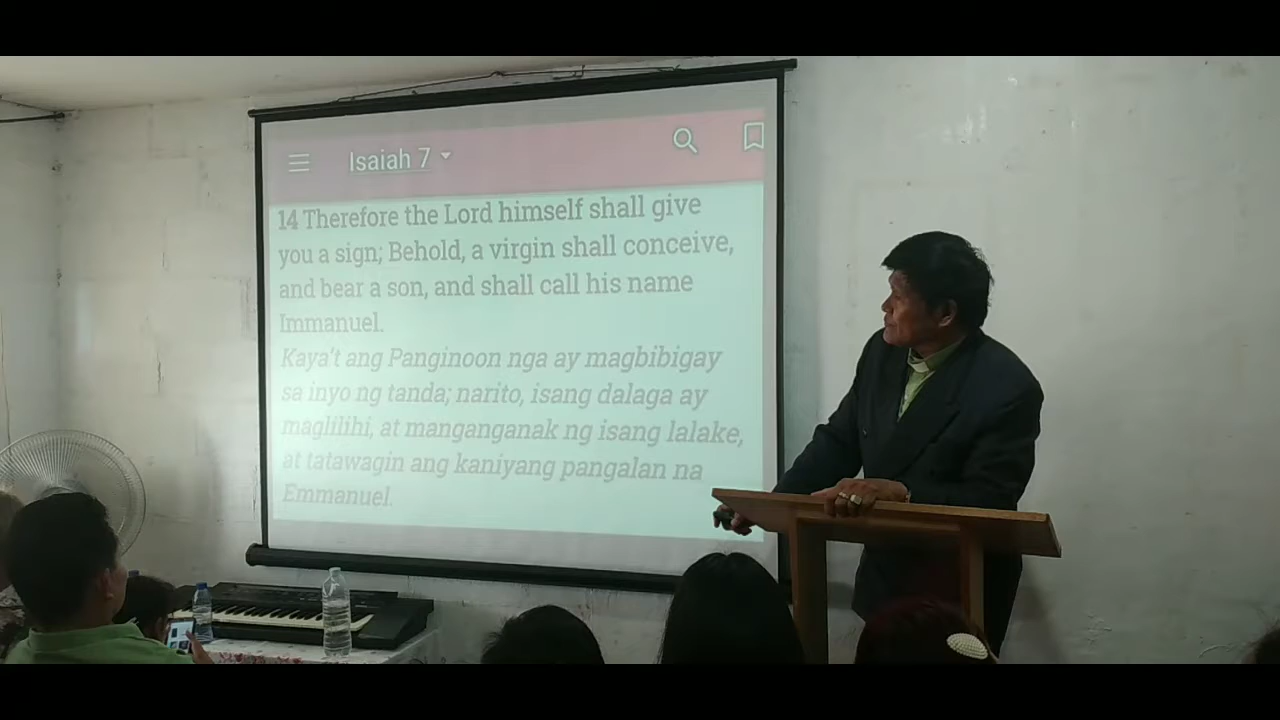 Isaiah 7
14 Therefore the Lord himself shall give
you a sign; Behold, a virgin shall conceive,
and bear a son, and shall call his name
Immanuel.
Kaya't ang Panginoon nga ay magbibigay
sa inyo ng tanda; narito, isang dalaga ay
maglilihi, at manganganak ng isang lalake,
at tatawagin ang kaniyang pangalan na
Emmanuel.